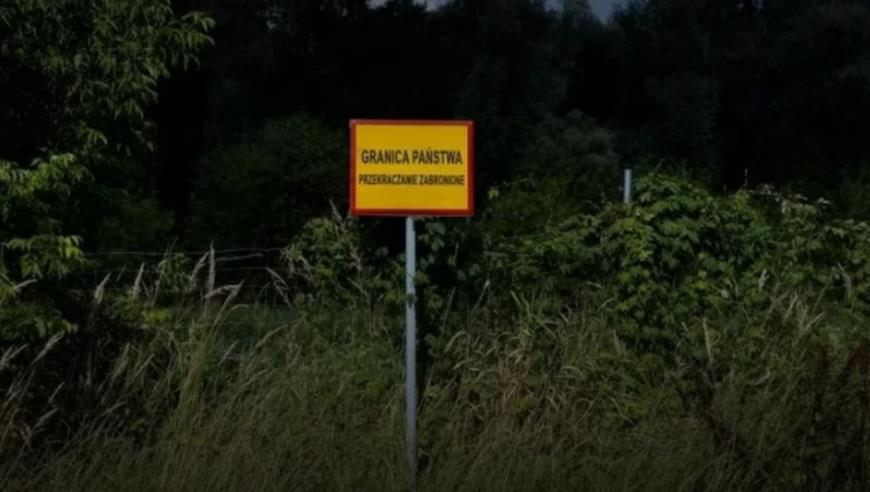 GRANICA PAŃSTWA
PRZEKRACZANIE ZABRONIONE